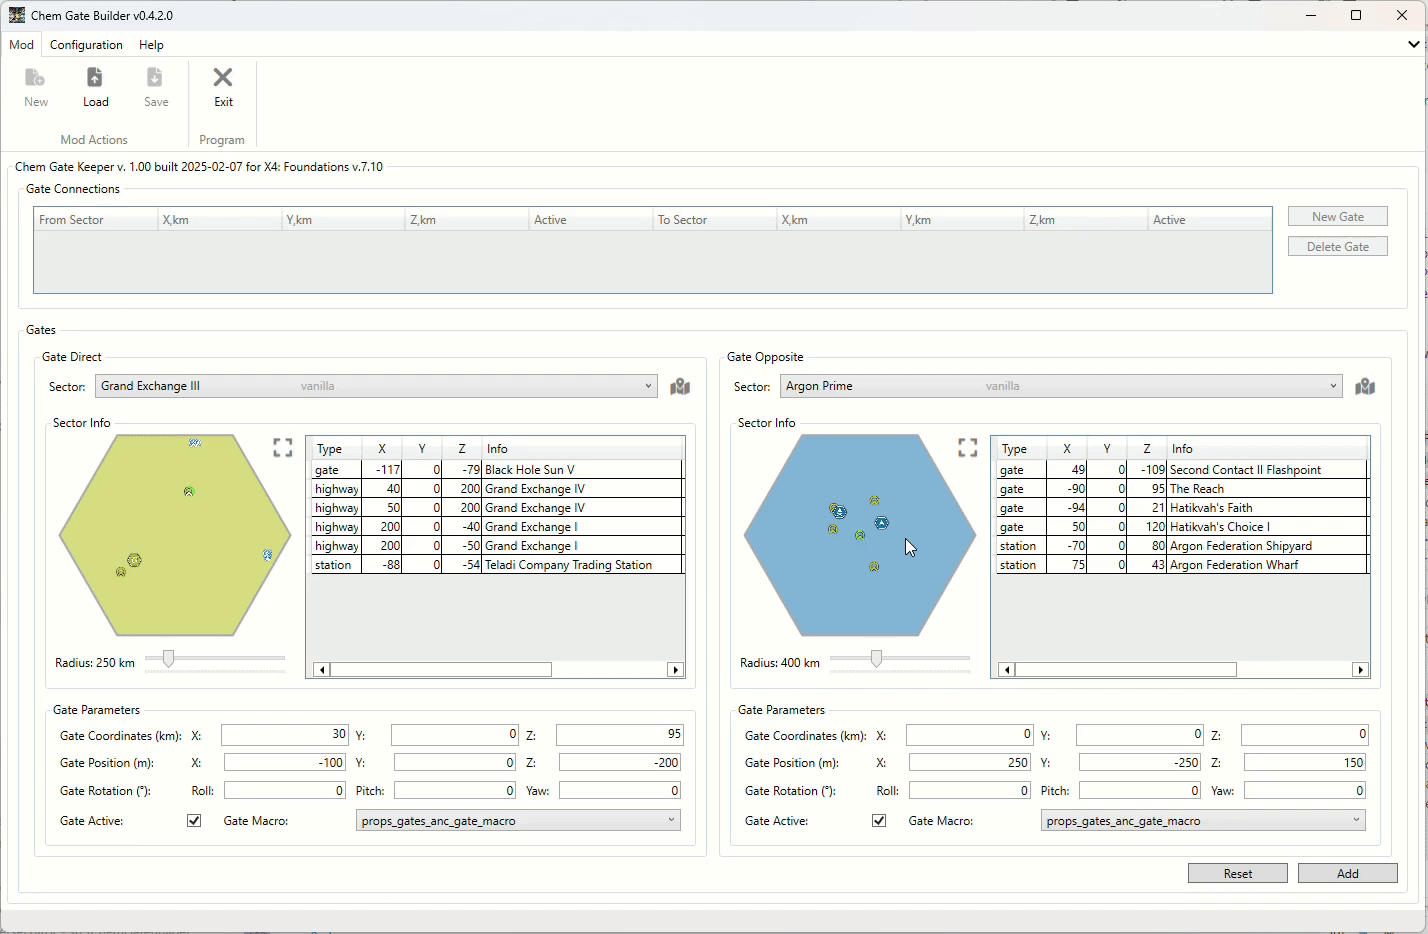 Chem Gate Builder v0.4.2.0
Mod Configuration Help
New Load Save Exit
Mod Actions Program
Chem Gate Keeper v. 1.00 built 2025-02-07 for X4: Foundations v.7.10
Gate Connections
From Sector X,km Y,km Z,km Active To Sector X,km Y,km Z,km Active
New Gate
Delete Gate
Gates
Gate Direct
Sector: Grand Exchange III vanilla
Sector Info
Type X Y Z Info
gate -117 0 -79 Black Hole Sun V
highway 40 0 200 Grand Exchange IV
highway 50 0 200 Grand Exchange IV
highway 200 0 -40 Grand Exchange I
highway 200 0 -50 Grand Exchange I
station -88 0 -54 Teladi Company Trading Station
Radius: 250 km
Gate Parameters
Gate Coordinates (km): X: 30 Y: 0 Z: 95
Gate Position (m): X: -100 Y: 0 Z: -200
Gate Rotation (°): Roll: 0 Pitch: 0 Yaw: 0
Gate Active: Gate Macro: props_gates_anc_gate_macro
Gate Opposite
Sector: Argon Prime vanilla
Sector Info
Type X Y Z Info
gate 49 0 -109 Second Contact II Flashpoint
gate -90 0 95 The Reach
gate -94 0 21 Hatikvah's Faith
gate 50 0 120 Hatikvah's Choice I
station -70 0 80 Argon Federation Shipyard
station 75 0 43 Argon Federation Wharf
Radius: 400 km
Gate Parameters
Gate Coordinates (km): X: 0 Y: 0 Z: 0
Gate Position (m): X: 250 Y: -250 Z: 150
Gate Rotation (°): Roll: 0 Pitch: 0 Yaw: 0
Gate Active: Gate Macro: props_gates_anc_gate_macro
Reset Add